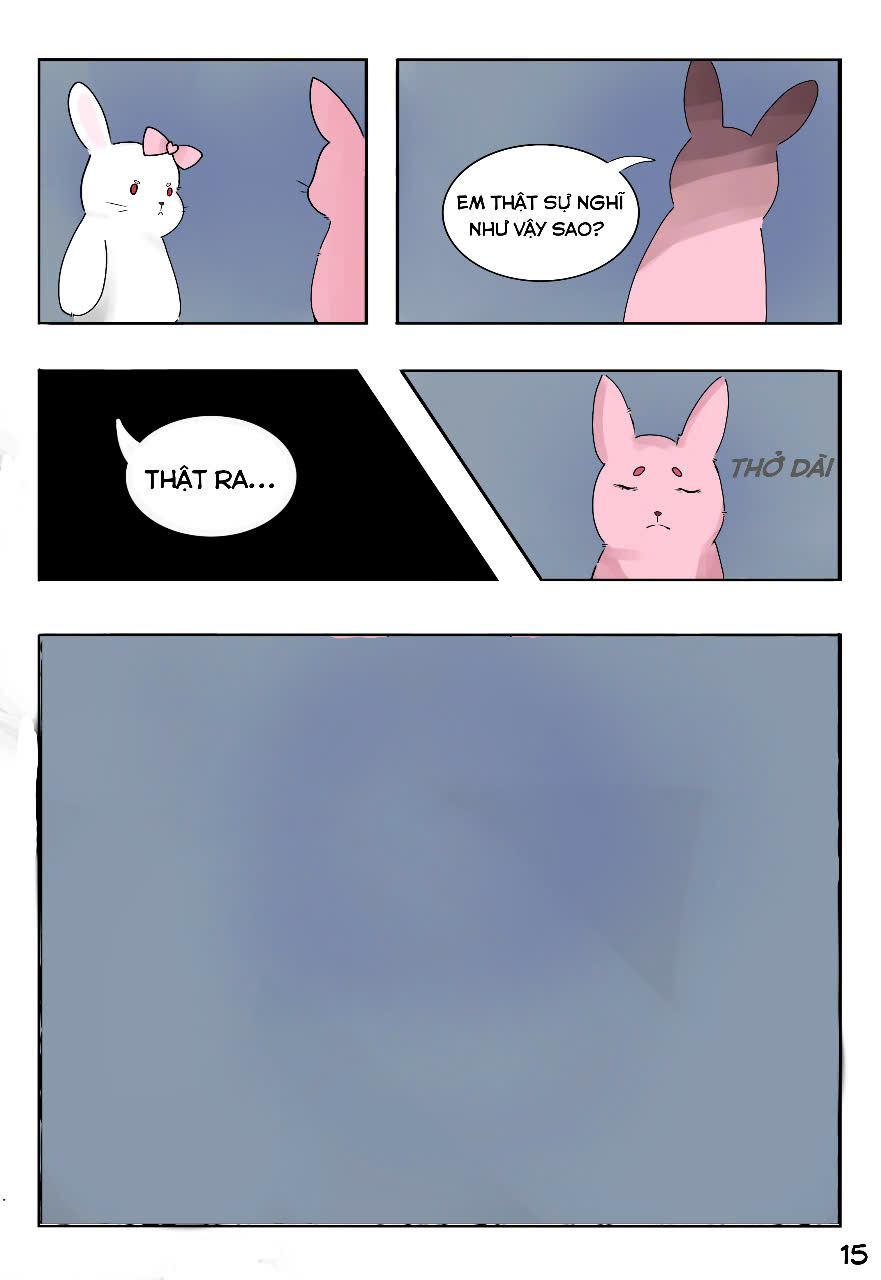 EM THẬT SỰ NGHĨ
NHƯ VẬY SAO?
THẬT RA...
THỞ DÀI
15